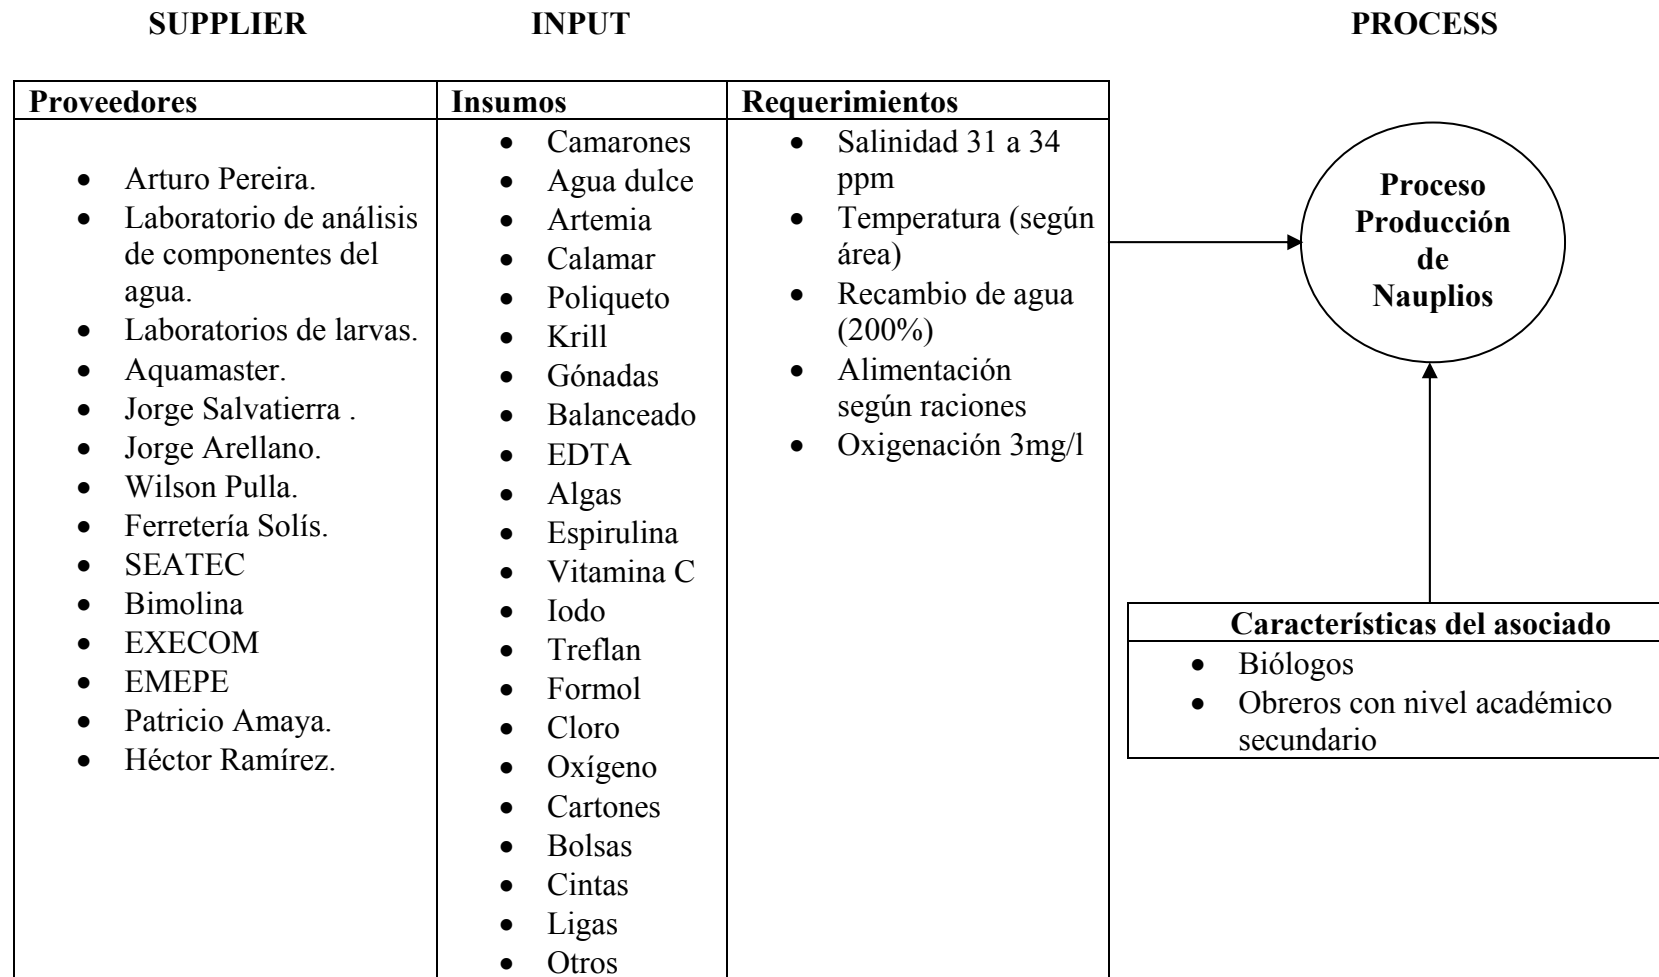 SUPPLIER
INPUT
PROCESS
Proveedores
• Arturo Pereira.
• Laboratorio de análisis
de componentes del
agua.
• Laboratorios de larvas.
• Aquamaster.
• Jorge Salvatierra .
• Jorge Arellano.
• Wilson Pulla.
• Ferretería Solís.
• SEATEC
• Bimolina
• EXECOM
• EMEPE
• Patricio Amaya.
• Héctor Ramírez.
Insumos
• Camarones
• Agua dulce
• Artemia
• Calamar
• Poliqueto
• Krill
• Gónadas
• Balanceado
• EDTA
• Algas
• Espirulina
• Vitamina C
• Iodo
• Treflan
• Formol
• Cloro
• Oxígeno
• Cartones
• Bolsas
• Cintas
• Ligas
• Otros
Requerimientos
• Salinidad 31 a 34
ppm
• Temperatura (según
área)
• Recambio de agua
(200%)
• Alimentación
según raciones
• Oxigenación 3mg/l
Proceso
Producción
de
Nauplios
Características del asociado
• Biólogos
• Obreros con nivel académico
secundario